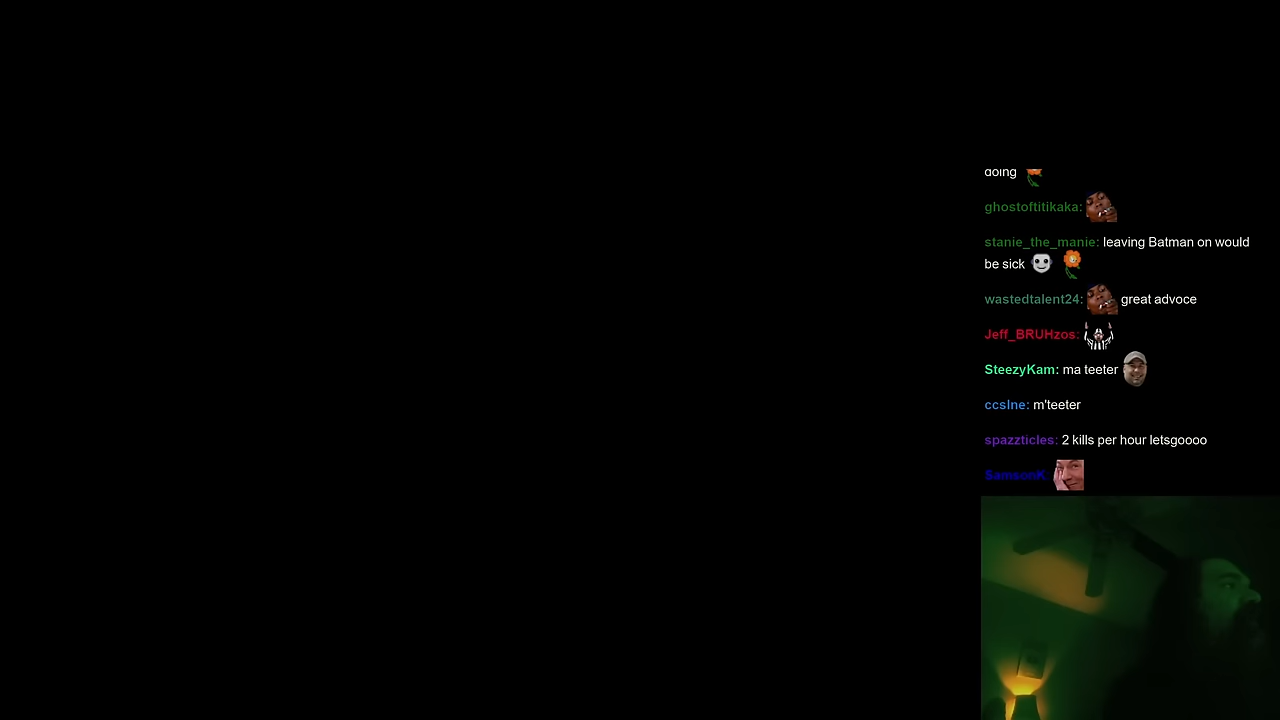 doing
ghostoftitikaka:
stanie_the_manie: leaving Batman on would
be sick
wastedtalent24: great advoce
Jeff_BRUHzos:
SteezyKam: ma teeter
ccslne: m'teeter
spazzticles: 2 kills per hour letsgoooo
SamsonK: